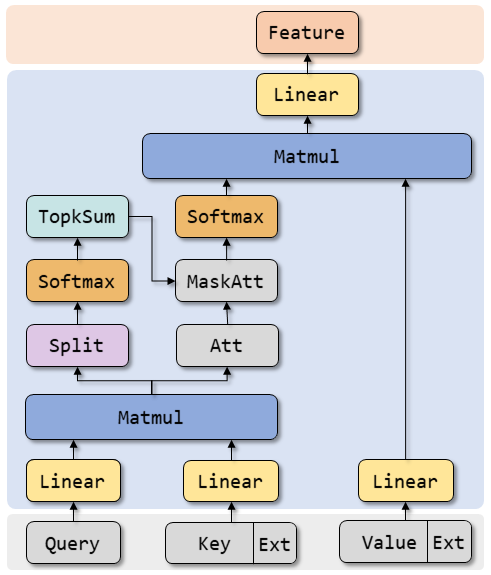 Feature
Linear
Matmul
TopkSum
Softmax
Softmax
MaskAtt
Split
Att
Matmul
Linear
Linear
Linear
Query
Key
Ext
Value
Ext